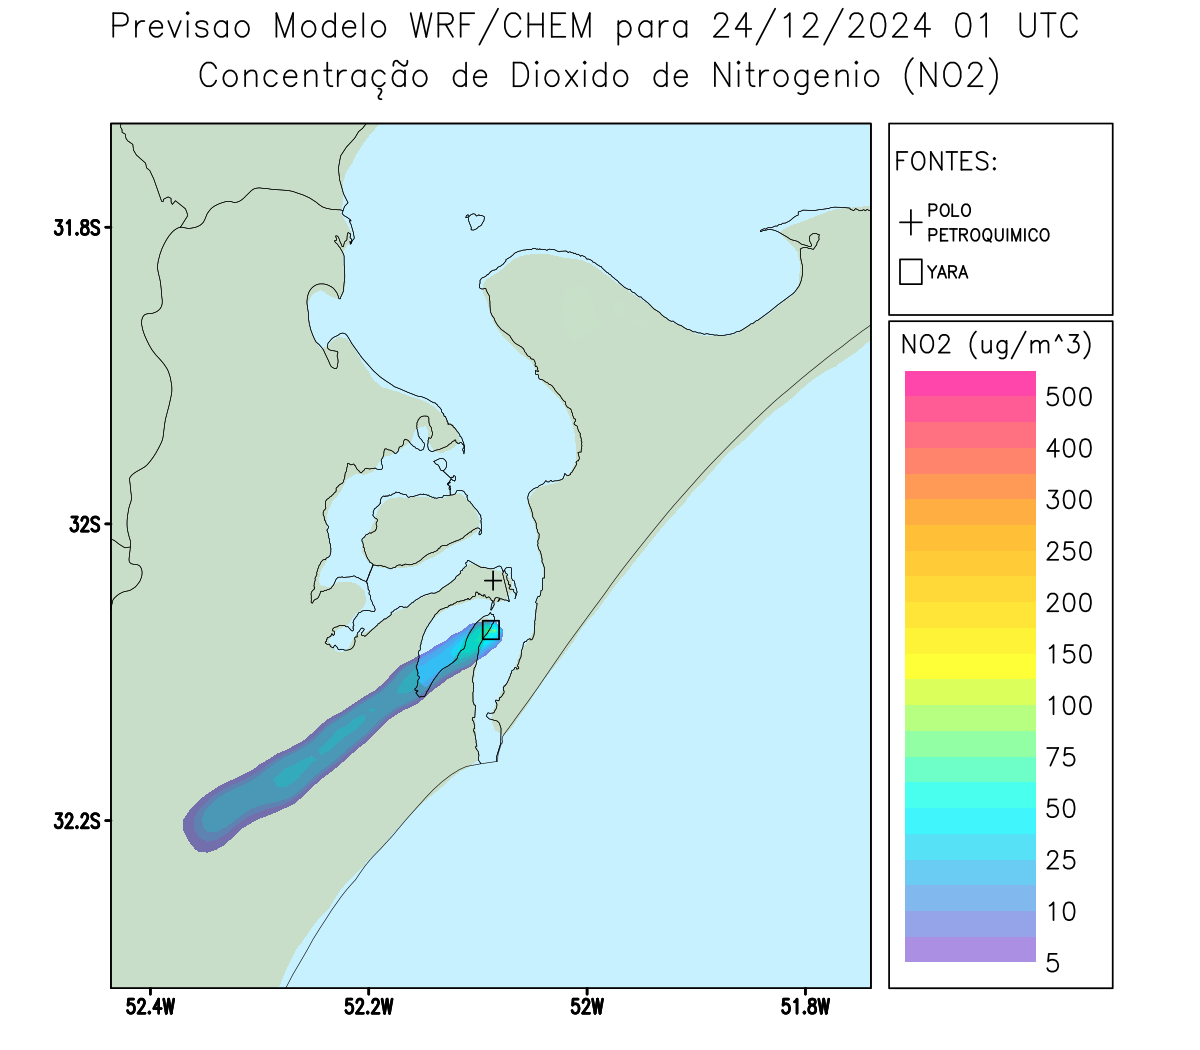 Previsao Modelo WRF/CHEM para 24/12/2024 01 UTC
Concentração de Dioxido de Nitrogenio (NO2)
FONTES:
POLO
PETROQUIMICO
YARA
NO2 (ug/m^3)
500
400
300
250
200
150
100
75
50
25
10
5
31.8S
32S
32.2S
52.4W
52.2W
52W
51.8W